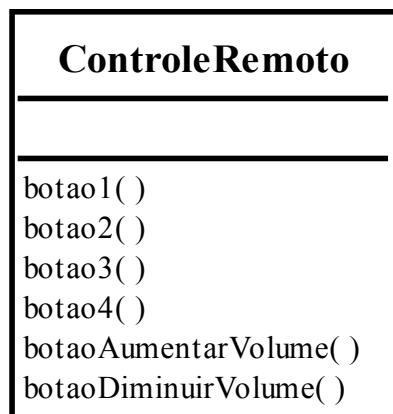 ControleRemoto
botao1( )
botao2( )
botao3( )
botao4( )
botaoAumentarVolume( )
botaoDiminuirVolume( )